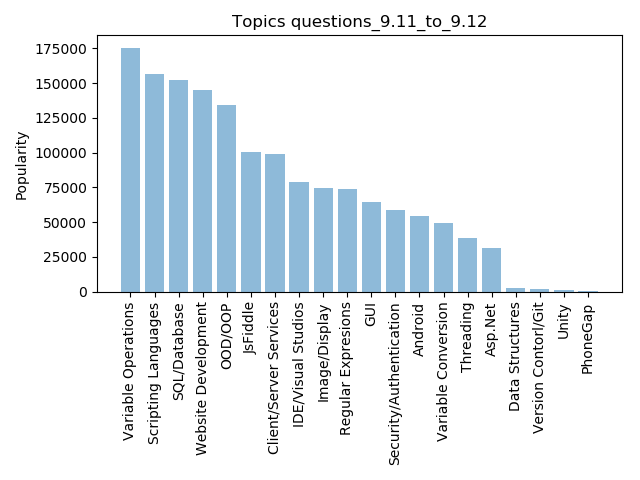 Topics questions_9.11_to_9.12
Popularity
175000
150000
125000
100000
75000
50000
25000
0
Variable Operations
Scripting Languages
SQL/Database
Website Development
OOD/OOP
JsFiddle
Client/Server Services
IDE/Visual Studios
Image/Display
Regular Expresions
GUI
Security/Authentication
Android
Variable Conversion
Threading
Asp.Net
Data Structures
Version Contorl/Git
Unity
PhoneGap